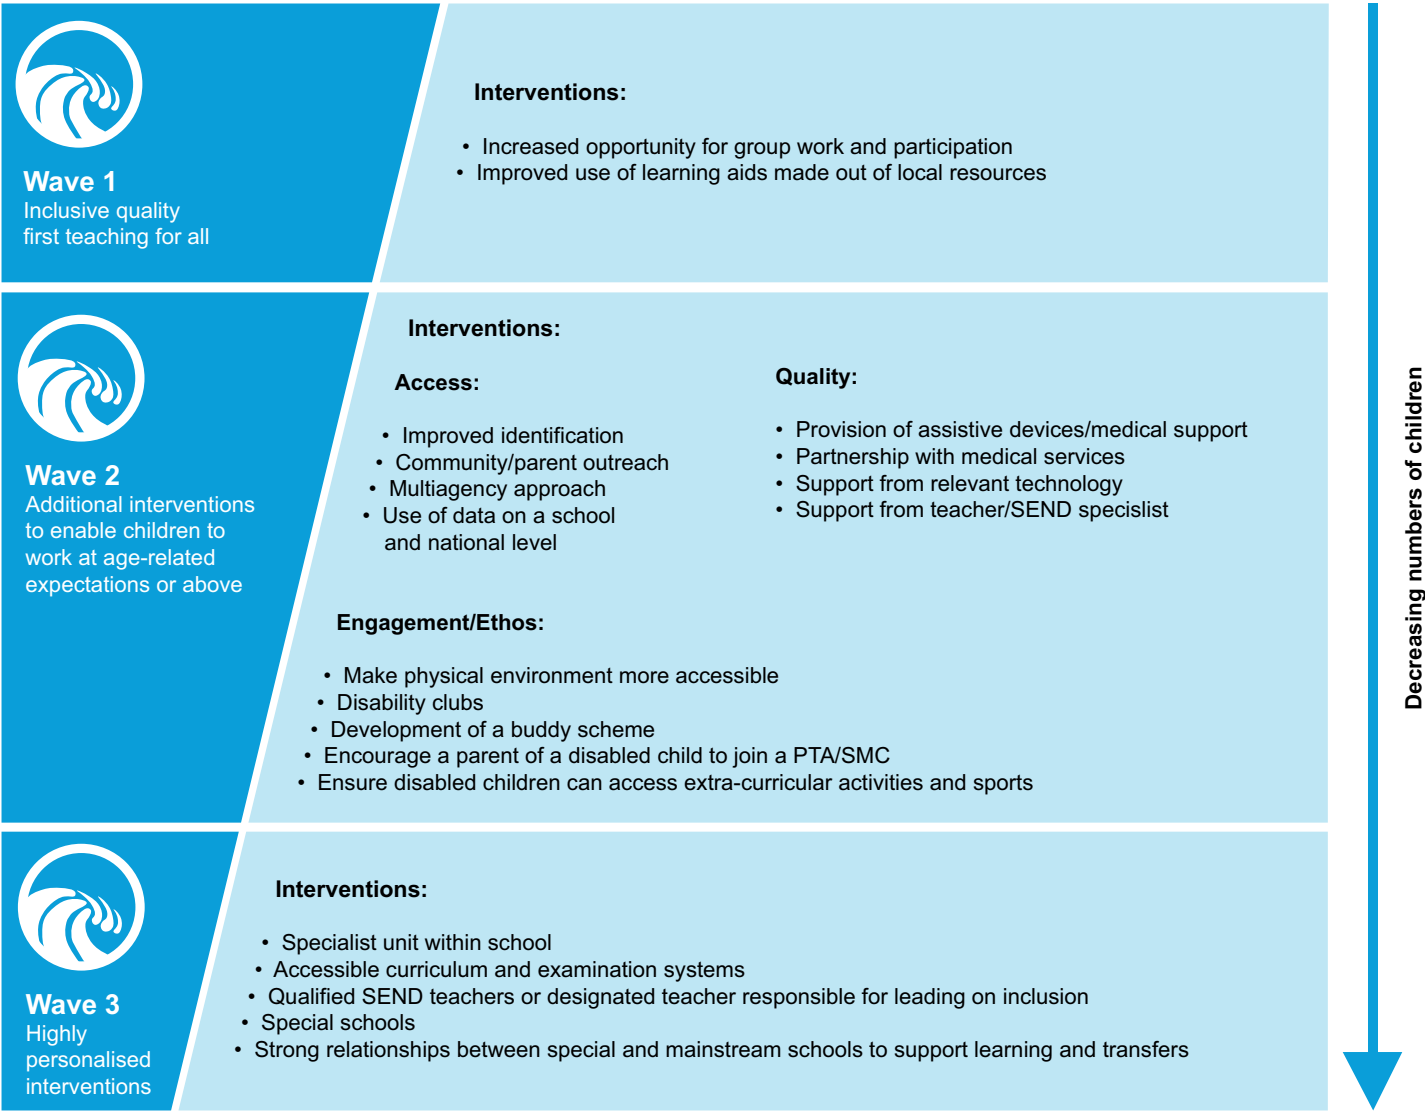 Wave 1
Inclusive quality
first teaching for all
Interventions:
• Increased opportunity for group work and participation
• Improved use of learning aids made out of local resources
Wave 2
Additional interventions
to enable children to
work at age-related
expectations or above
Interventions:
Access:
• Improved identification
• Community/parent outreach
• Multiagency approach
• Use of data on a school
and national level
Quality:
• Provision of assistive devices/medical support
• Partnership with medical services
• Support from relevant technology
• Support from teacher/SEND specislist
Engagement/Ethos:
• Make physical environment more accessible
• Disability clubs
• Development of a buddy scheme
• Encourage a parent of a disabled child to join a PTA/SMC
• Ensure disabled children can access extra-curricular activities and sports
Wave 3
Highly
personalised
interventions
Interventions:
• Specialist unit within school
• Accessible curriculum and examination systems
• Qualified SEND teachers or designated teacher responsible for leading on inclusion
• Special schools
• Strong relationships between special and mainstream schools to support learning and transfers
Decreasing numbers of children